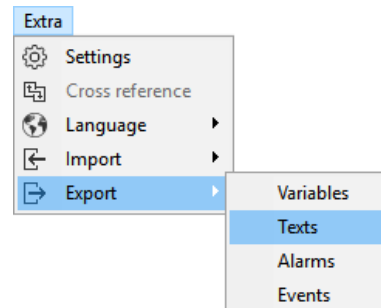 Extra
Settings
Cross reference
Language
Import
Export
Variables
Texts
Alarms
Events